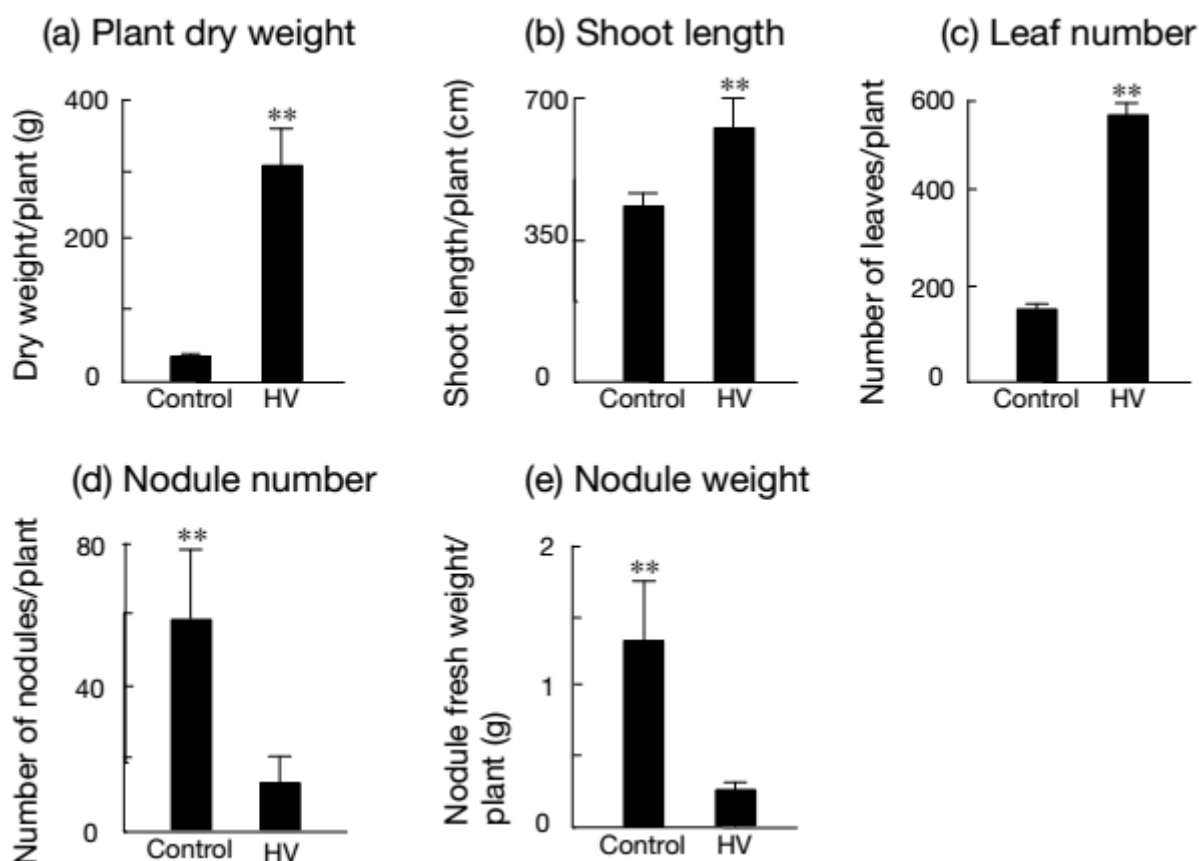 (a) Plant dry weight
Dry weight/plant (g)
400
200
0
**
Control HV
(b) Shoot length
Shoot length/plant (cm)
700
350
0
**
Control HV
(c) Leaf number
Number of leaves/plant
600
400
200
0
**
Control HV
(d) Nodule number
Number of nodules/plant
80
40
0
**
Control HV
(e) Nodule weight
Nodule fresh weight/
plant (g)
2
1
0
**
Control HV